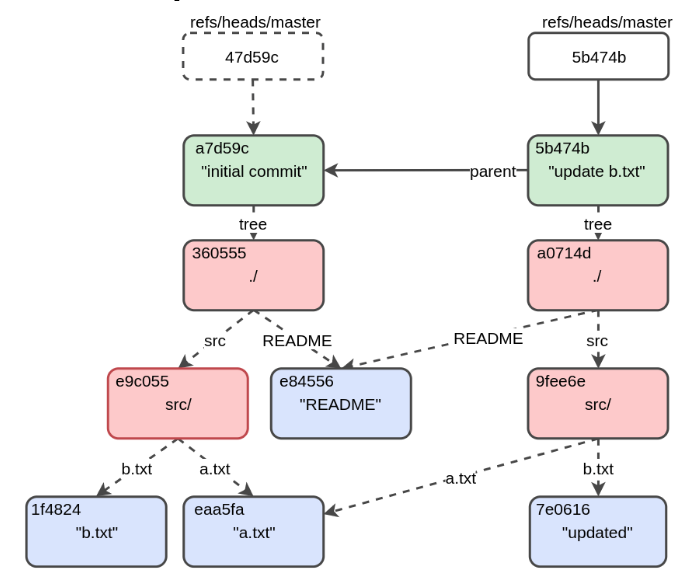 refs/heads/master
refs/heads/master
47d59c
5b474b
a7d59c
"initial commit"
parent
5b474b
"update b.txt"
tree
tree
360555
./
a0714d
./
src
README
README
src
e9c055
src/
e84556
"README"
9fee6e
src/
b.txt
a.txt
a.txt
b.txt
1f4824
"b.txt"
eaa5fa
"a.txt"
7e0616
"updated"